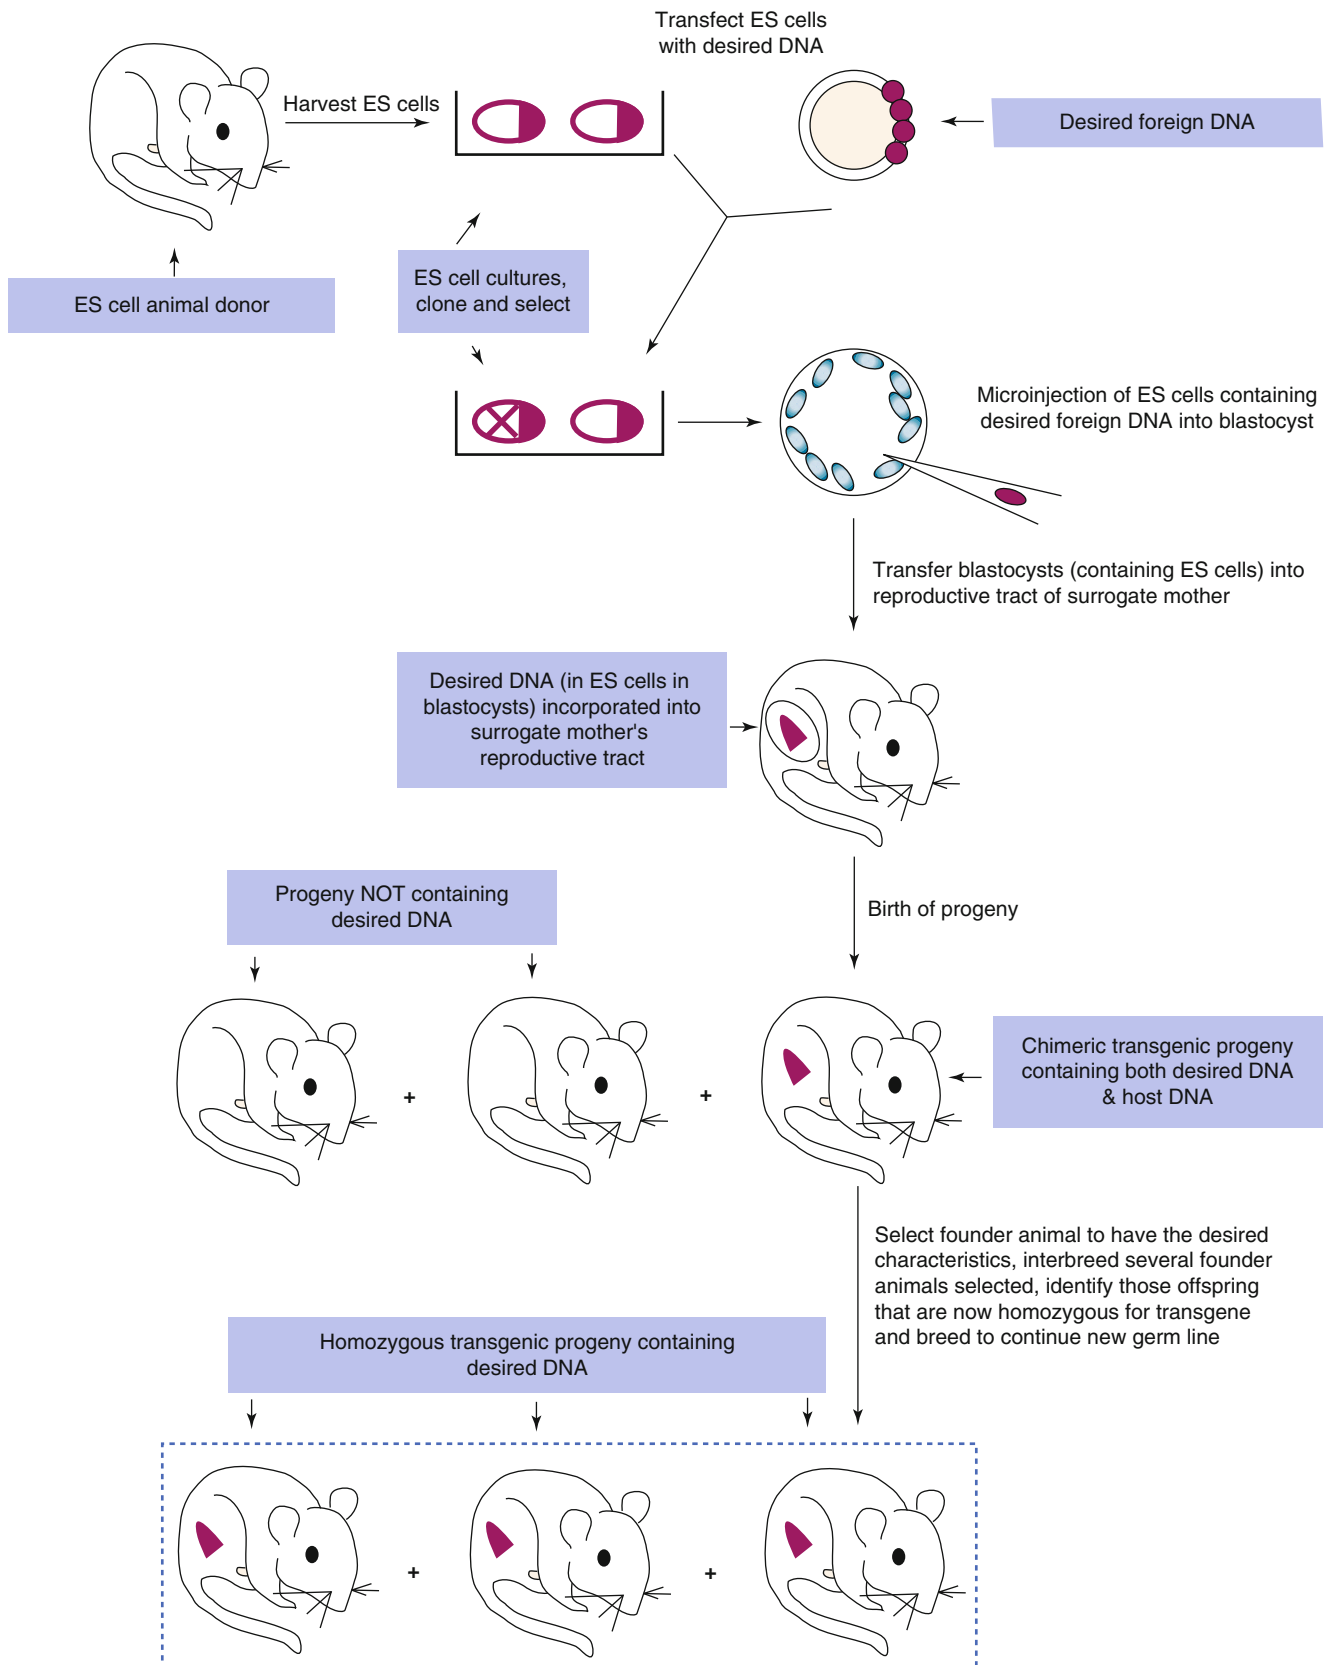 Transfect ES cells
with desired DNA
Harvest ES cells
Desired foreign DNA
ES cell animal donor
ES cell cultures,
clone and select
Microinjection of ES cells containing
desired foreign DNA into blastocyst
Transfer blastocysts (containing ES cells) into
reproductive tract of surrogate mother
Desired DNA (in ES cells in
blastocysts) incorporated into
surrogate mother's
reproductive tract
Progeny NOT containing
desired DNA
Birth of progeny
Chimeric transgenic progeny
containing both desired DNA
& host DNA
+
+
Select founder animal to have the desired
characteristics, interbreed several founder
animals selected, identify those offspring
that are now homozygous for transgene
and breed to continue new germ line
Homozygous transgenic progeny containing
desired DNA
+
+